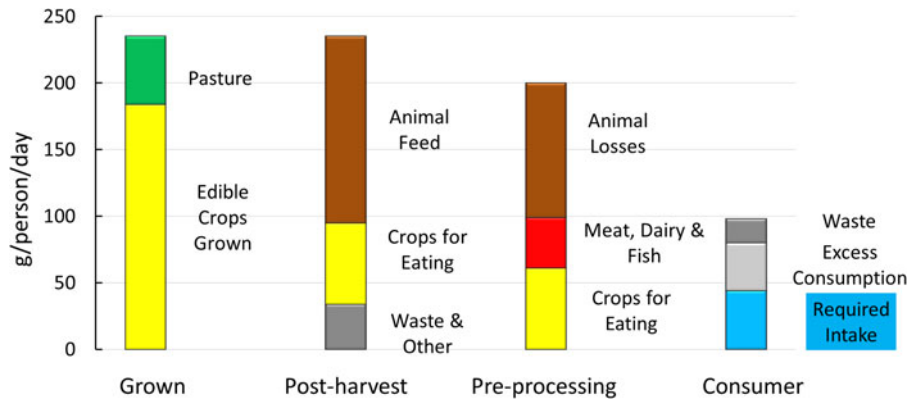 250
200
150
100
50
0
g/person/day
Pasture
Edible
Crops
Grown
Animal
Feed
Crops for
Eating
Waste &
Other
Animal
Losses
Meat, Dairy &
Fish
Crops for
Eating
Waste
Excess
Consumption
Required
Intake
Grown
Post-harvest
Pre-processing
Consumer